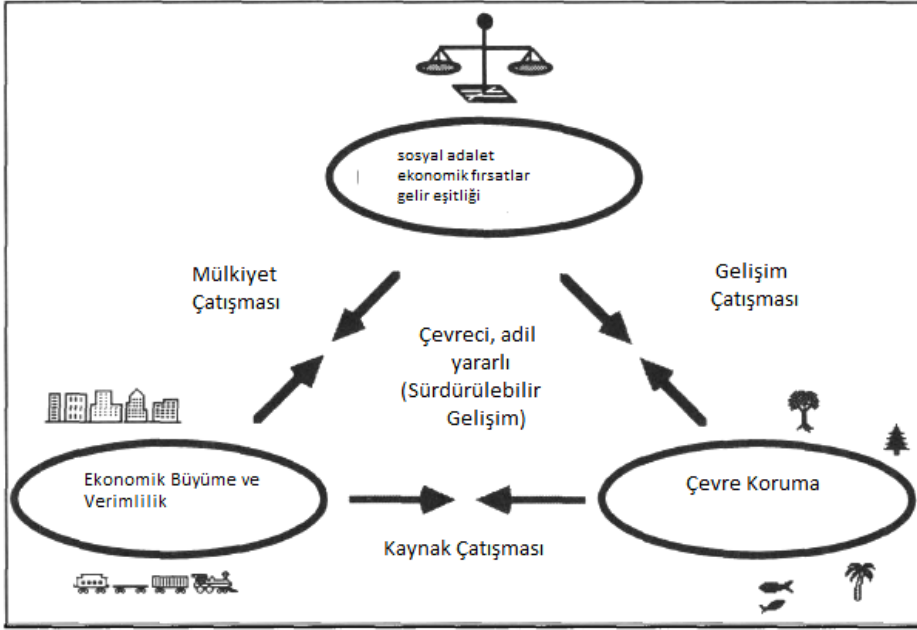 sosyal adalet
ekonomik fırsatlar
gelir eşitliği
Mülkiyet
Çatışması
Gelişim
Çatışması
Çevreci, adil
yararlı
(Sürdürülebilir
Gelişim)
Ekonomik Büyüme ve
Verimlilik
Çevre Koruma
Kaynak Çatışması